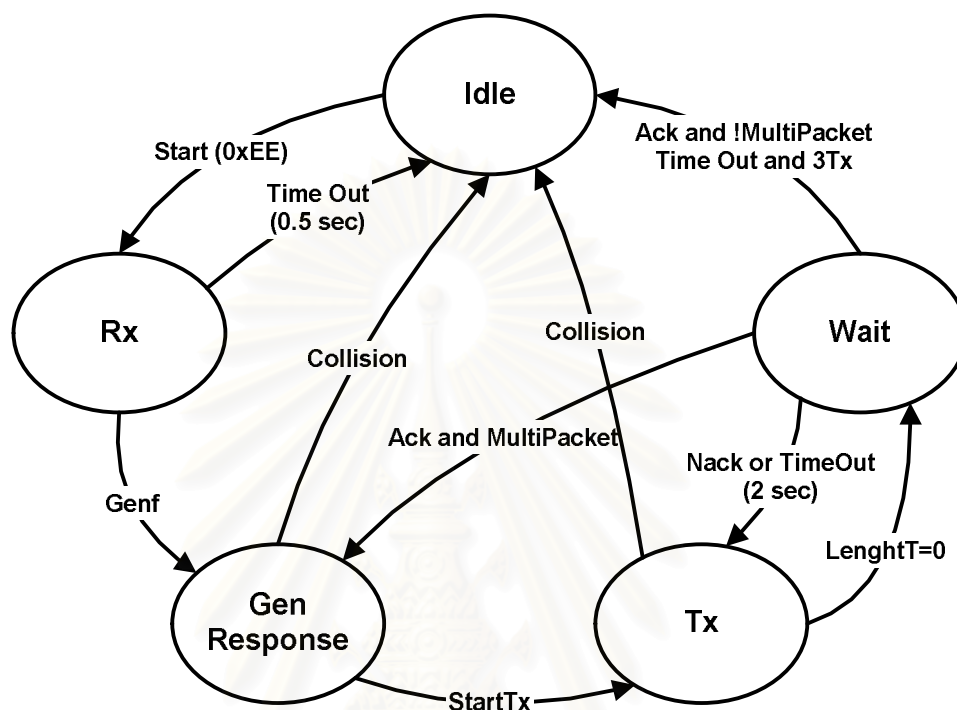 Idle
Start (0xEE)
Ack and !MultiPacket
Time Out and 3Tx
Time Out
(0.5 sec)
Rx
Wait
Collision
Collision
Ack and MultiPacket
Nack or TimeOut
(2 sec)
Genf
LenghtT=0
Gen
Response
Tx
StartTx